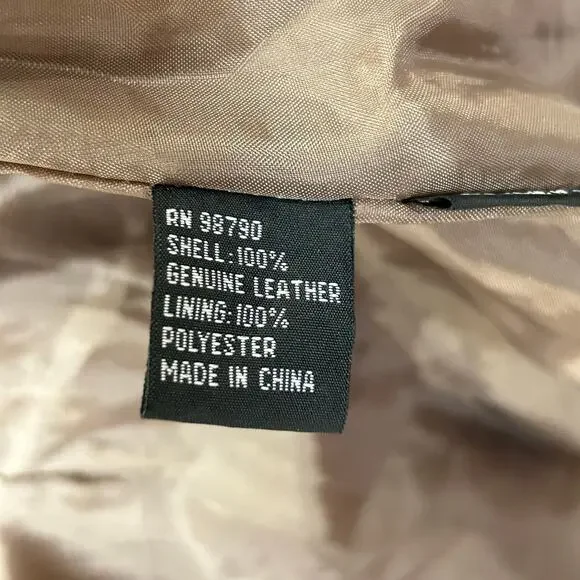 RN 98790
SHELL:100%
GENUINE LEATHER
LINING:100%
POLYESTER
MADE IN CHINA